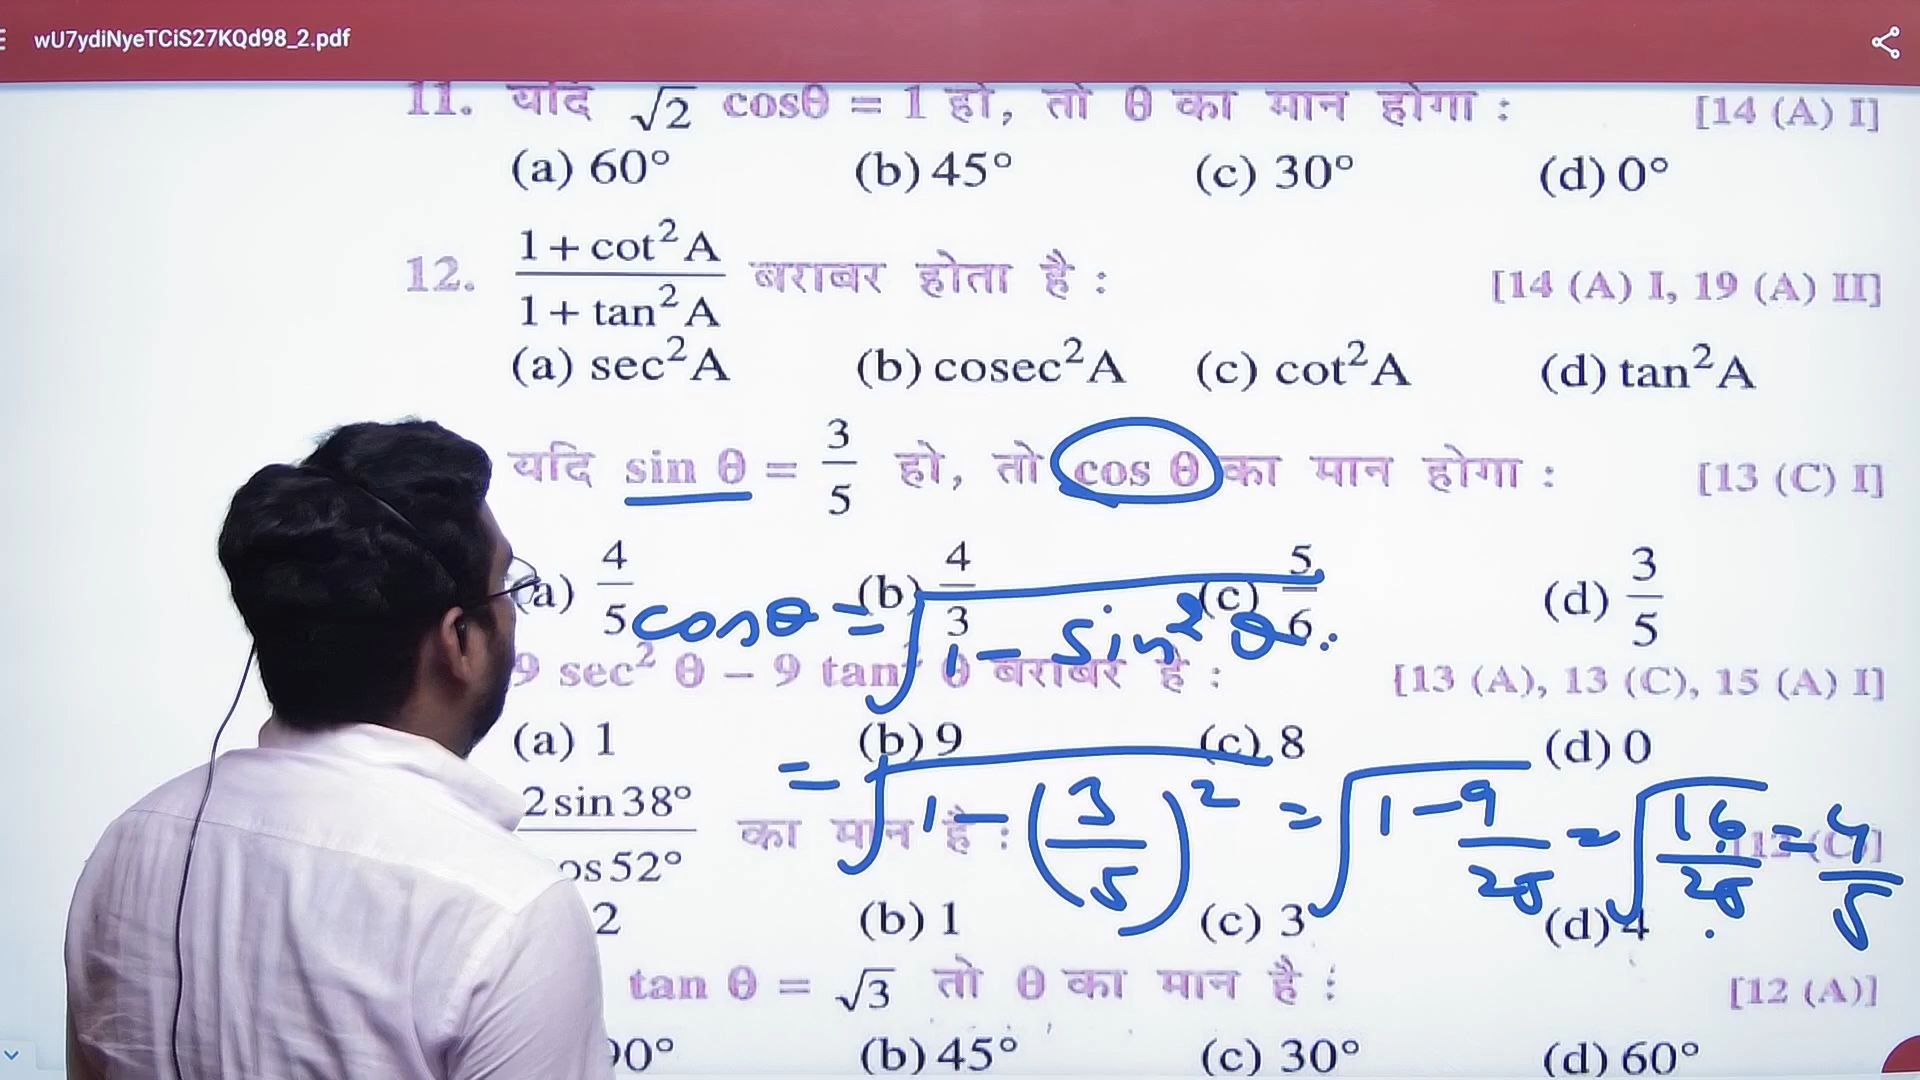 wU7ydiNyeTCiS27KQd98_2.pdf
11. यदि √2 cosθ = 1 हो, तो θ का मान होगा : [14 (A) I]
(a) 60° (b) 45° (c) 30° (d) 0°
12. (1 + cot²A)/(1 + tan²A) बराबर होता है : [14 (A) I, 19 (A) II]
(a) sec²A (b) cosec²A (c) cot²A (d) tan²A
यदि sin θ = 3/5 हो, तो cos θ का मान होगा : [13 (C) I]
(a) 4/5 (b) 4/3 (c) 5/6 (d) 3/5
cosθ = √(1 - sin²θ)
9 sec² θ – 9 tan² θ बराबर है : [13 (A), 13 (C), 15 (A) I]
(a) 1 (b) 9 (c) 8 (d) 0
= √(1 - (3/5)²) = √(1 - 9/25) = √(16/25) = 4/5
2 sin 38° / os 52° का मान है : [12 (C)]
2 (b) 1 (c) 3 (d) 4
tan θ = √3 तो θ का मान है : [12 (A)]
90° (b) 45° (c) 30° (d) 60°